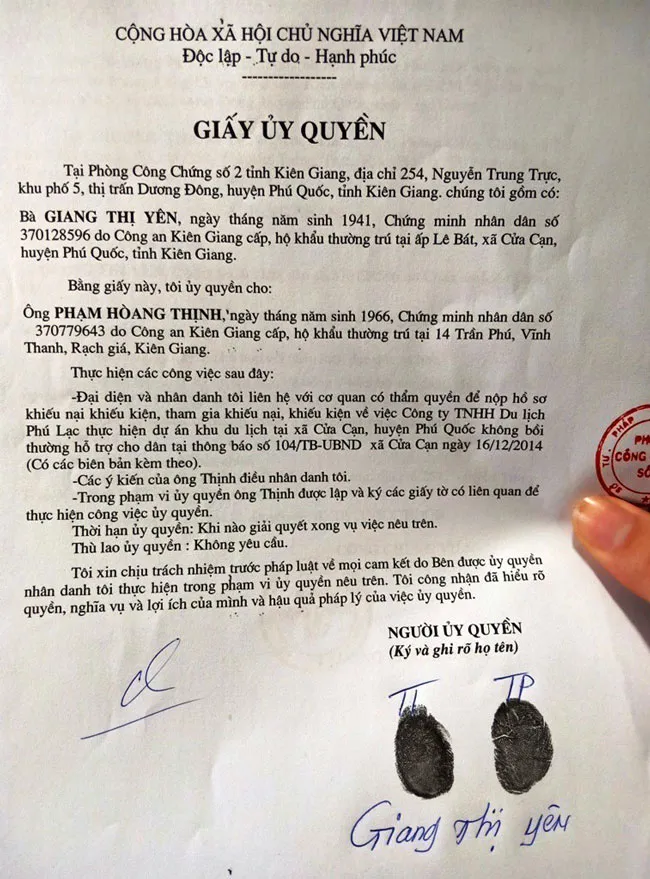 CỘNG HÒA XÃ HỘI CHỦ NGHĨA VIỆT NAM
Độc lập - Tự do - Hạnh phúc
GIẤY ỦY QUYỀN
Tại Phòng Công Chứng số 2 tỉnh Kiên Giang, địa chỉ 254, Nguyễn Trung Trực,
khu phố 5, thị trấn Dương Đông, huyện Phú Quốc, tỉnh Kiên Giang. chúng tôi gồm có:
Bà GIANG THỊ YÊN, ngày tháng năm sinh 1941, Chứng minh nhân dân số
370128596 do Công an Kiên Giang cấp, hộ khẩu thường trú tại ấp Lê Bát, xã Cửa Cạn,
huyện Phú Quốc, tỉnh Kiên Giang.
Bằng giấy này, tôi ủy quyền cho:
Ông PHẠM HÒANG THỊNH, ngày tháng năm sinh 1966, Chứng minh nhân dân số
370779643 do Công an Kiên Giang cấp, hộ khẩu thường trú tại 14 Trần Phú, Vĩnh
Thanh, Rạch giá, Kiên Giang.
Thực hiện các công việc sau đây:
-Đại diện và nhân danh tôi liên hệ với cơ quan có thẩm quyền để nộp hồ sơ
khiếu nại khiếu kiện, tham gia khiếu nại, khiếu kiện về việc Công ty TNHH Du lịch
Phú Lạc thực hiện dự án khu du lịch tại xã Cửa Cạn, huyện Phú Quốc không bồi
thường hỗ trợ cho dân tại thông báo số 104/TB-UBND xã Cửa Cạn ngày 16/12/2014
(Có các biên bản kèm theo).
-Các ý kiến của ông Thịnh điều nhân danh tôi.
-Trong phạm vi ủy quyền ông Thịnh được lập và ký các giấy tờ có liên quan để
thực hiện công việc ủy quyền.
Thời hạn ủy quyền: Khi nào giải quyết xong vụ việc nêu trên.
Thù lao ủy quyền : Không yêu cầu.
Tôi xin chịu trách nhiệm trước pháp luật về mọi cam kết do Bên được ủy quyền
nhân danh tôi thực hiện trong phạm vi ủy quyền nêu trên. Tôi công nhận đã hiểu rõ
quyền, nghĩa vụ và lợi ích của mình và hậu quả pháp lý của việc ủy quyền.
NGƯỜI ỦY QUYỀN
(Ký và ghi rõ họ tên)
TT TP
Giang Thị Yên
TƯ PHÁP
CÔNG
SỐ